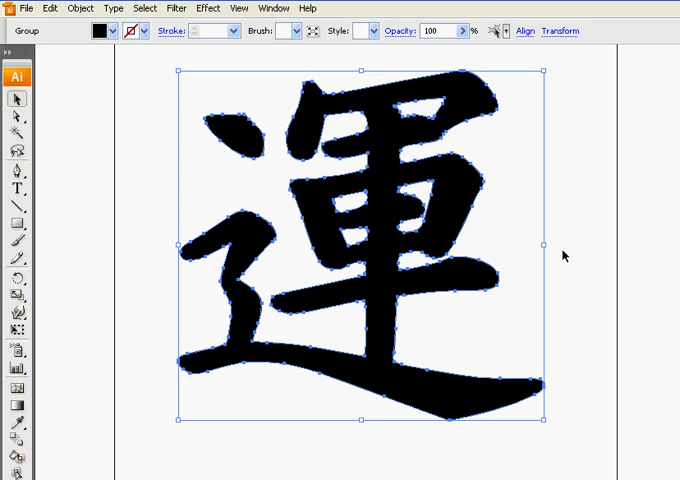 File Edit Object Type Select Filter Effect View Window Help
Group Stroke: Brush: Style: Opacity: 100 % Align Transform
Ai
T
運